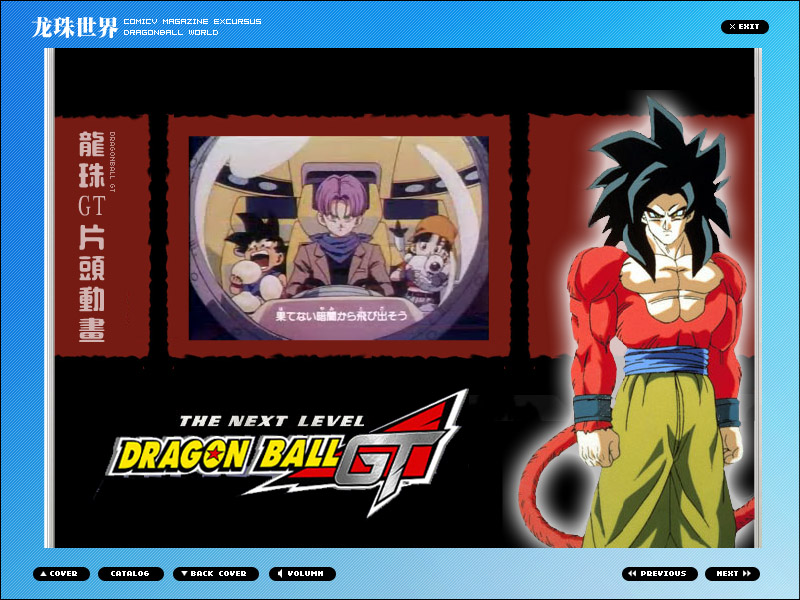 龙珠世界
COMICV MAGAZINE EXCURSUS
DRAGONBALL WORLD
× EXIT
龍珠GT片頭動畫
DRAGONBALL GT
果てない暗闇から飛び出そう
THE NEXT LEVEL
DRAGON BALL GT
COVER
CATALOG
BACK COVER
VOLUMN
PREVIOUS
NEXT